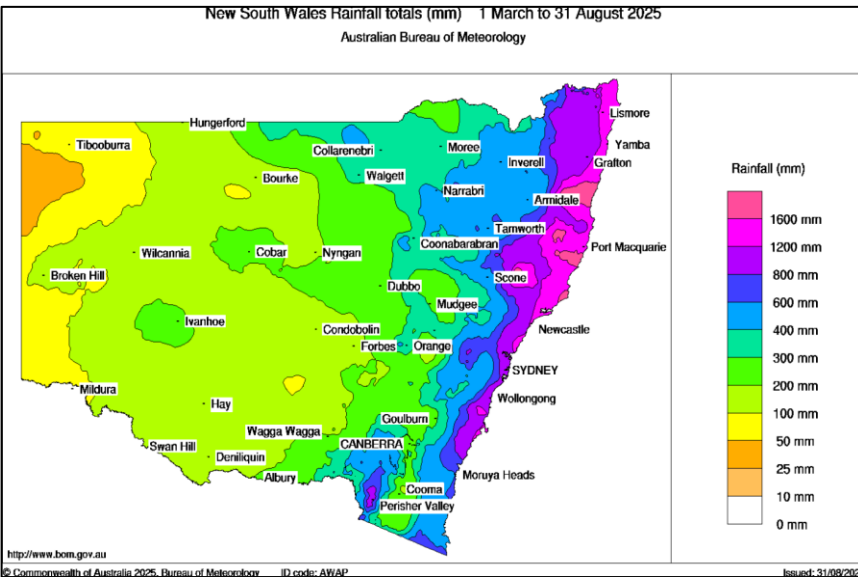 New South Wales Rainfall totals (mm) 1 March to 31 August 2025
Australian Bureau of Meteorology
Hungerford
Lismore
Tibooburra
Yamba
Collarenebri
Moree
Inverell
Grafton
Bourke
Walgett
Narrabri
Armidale
Tamworth
Coonabarabran
Port Macquarie
Wilcannia
Cobar
Nyngan
Broken Hill
Scone
Dubbo
Mudgee
Ivanhoe
Condobolin
Newcastle
Forbes
Orange
SYDNEY
Mildura
Wollongong
Hay
Goulburn
Wagga Wagga
CANBERRA
Swan Hill
Deniliquin
Moruya Heads
Albury
Cooma
Perisher Valley
Rainfall (mm)
1600 mm
1200 mm
800 mm
600 mm
400 mm
300 mm
200 mm
100 mm
50 mm
25 mm
10 mm
0 mm
http://www.bom.gov.au
© Commonwealth of Australia 2025, Bureau of Meteorology ID code: AWAP Issued: 31/08/202